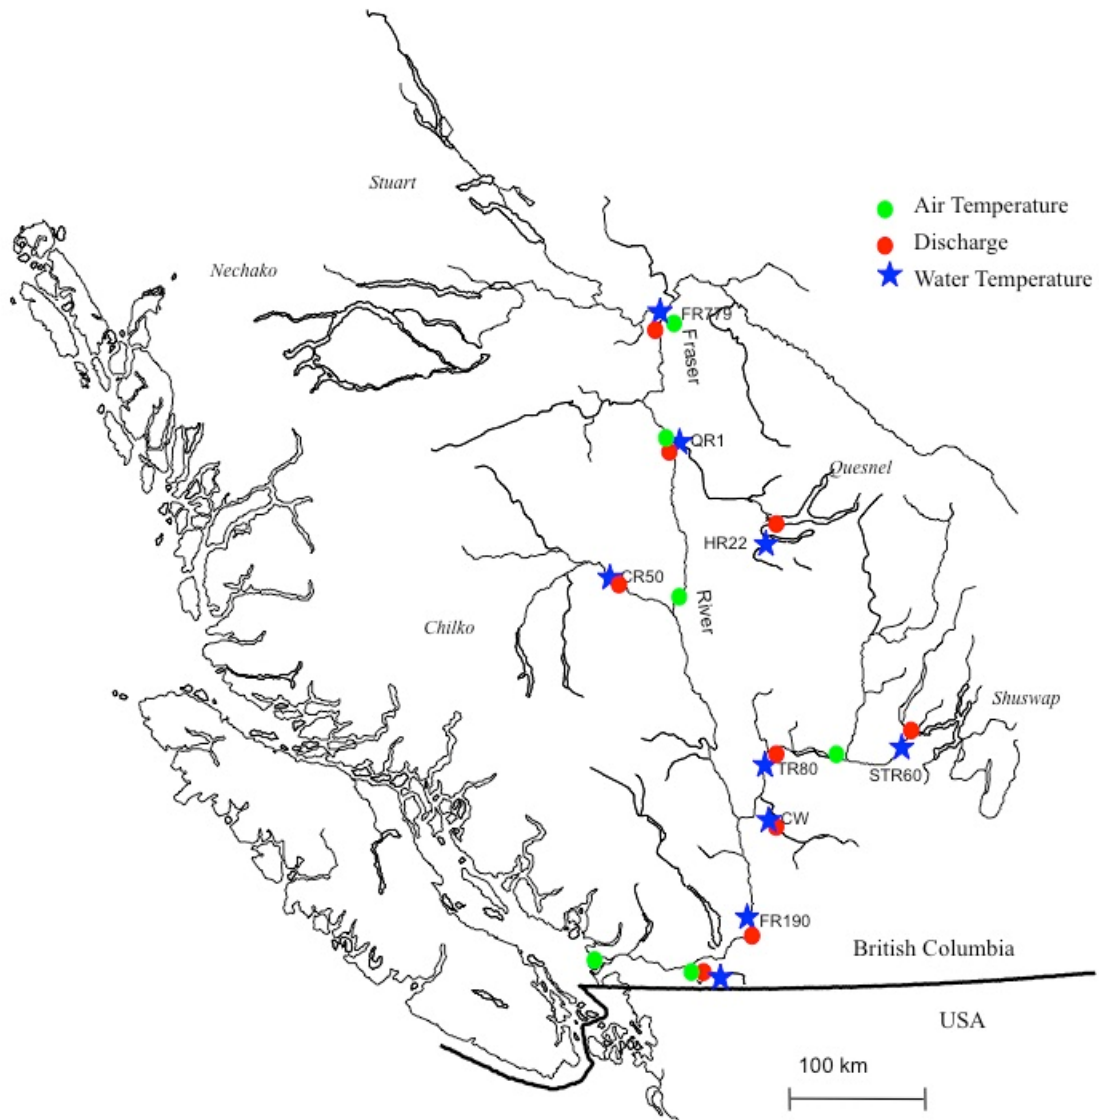 Stuart
Air Temperature
Discharge
Nechako
Water Temperature
FR779
Fraser
QR1
Quesnel
HR22
CR50
River
Chilko
Shuswap
TR80
STR60
CW
FR190
British Columbia
USA
100 km